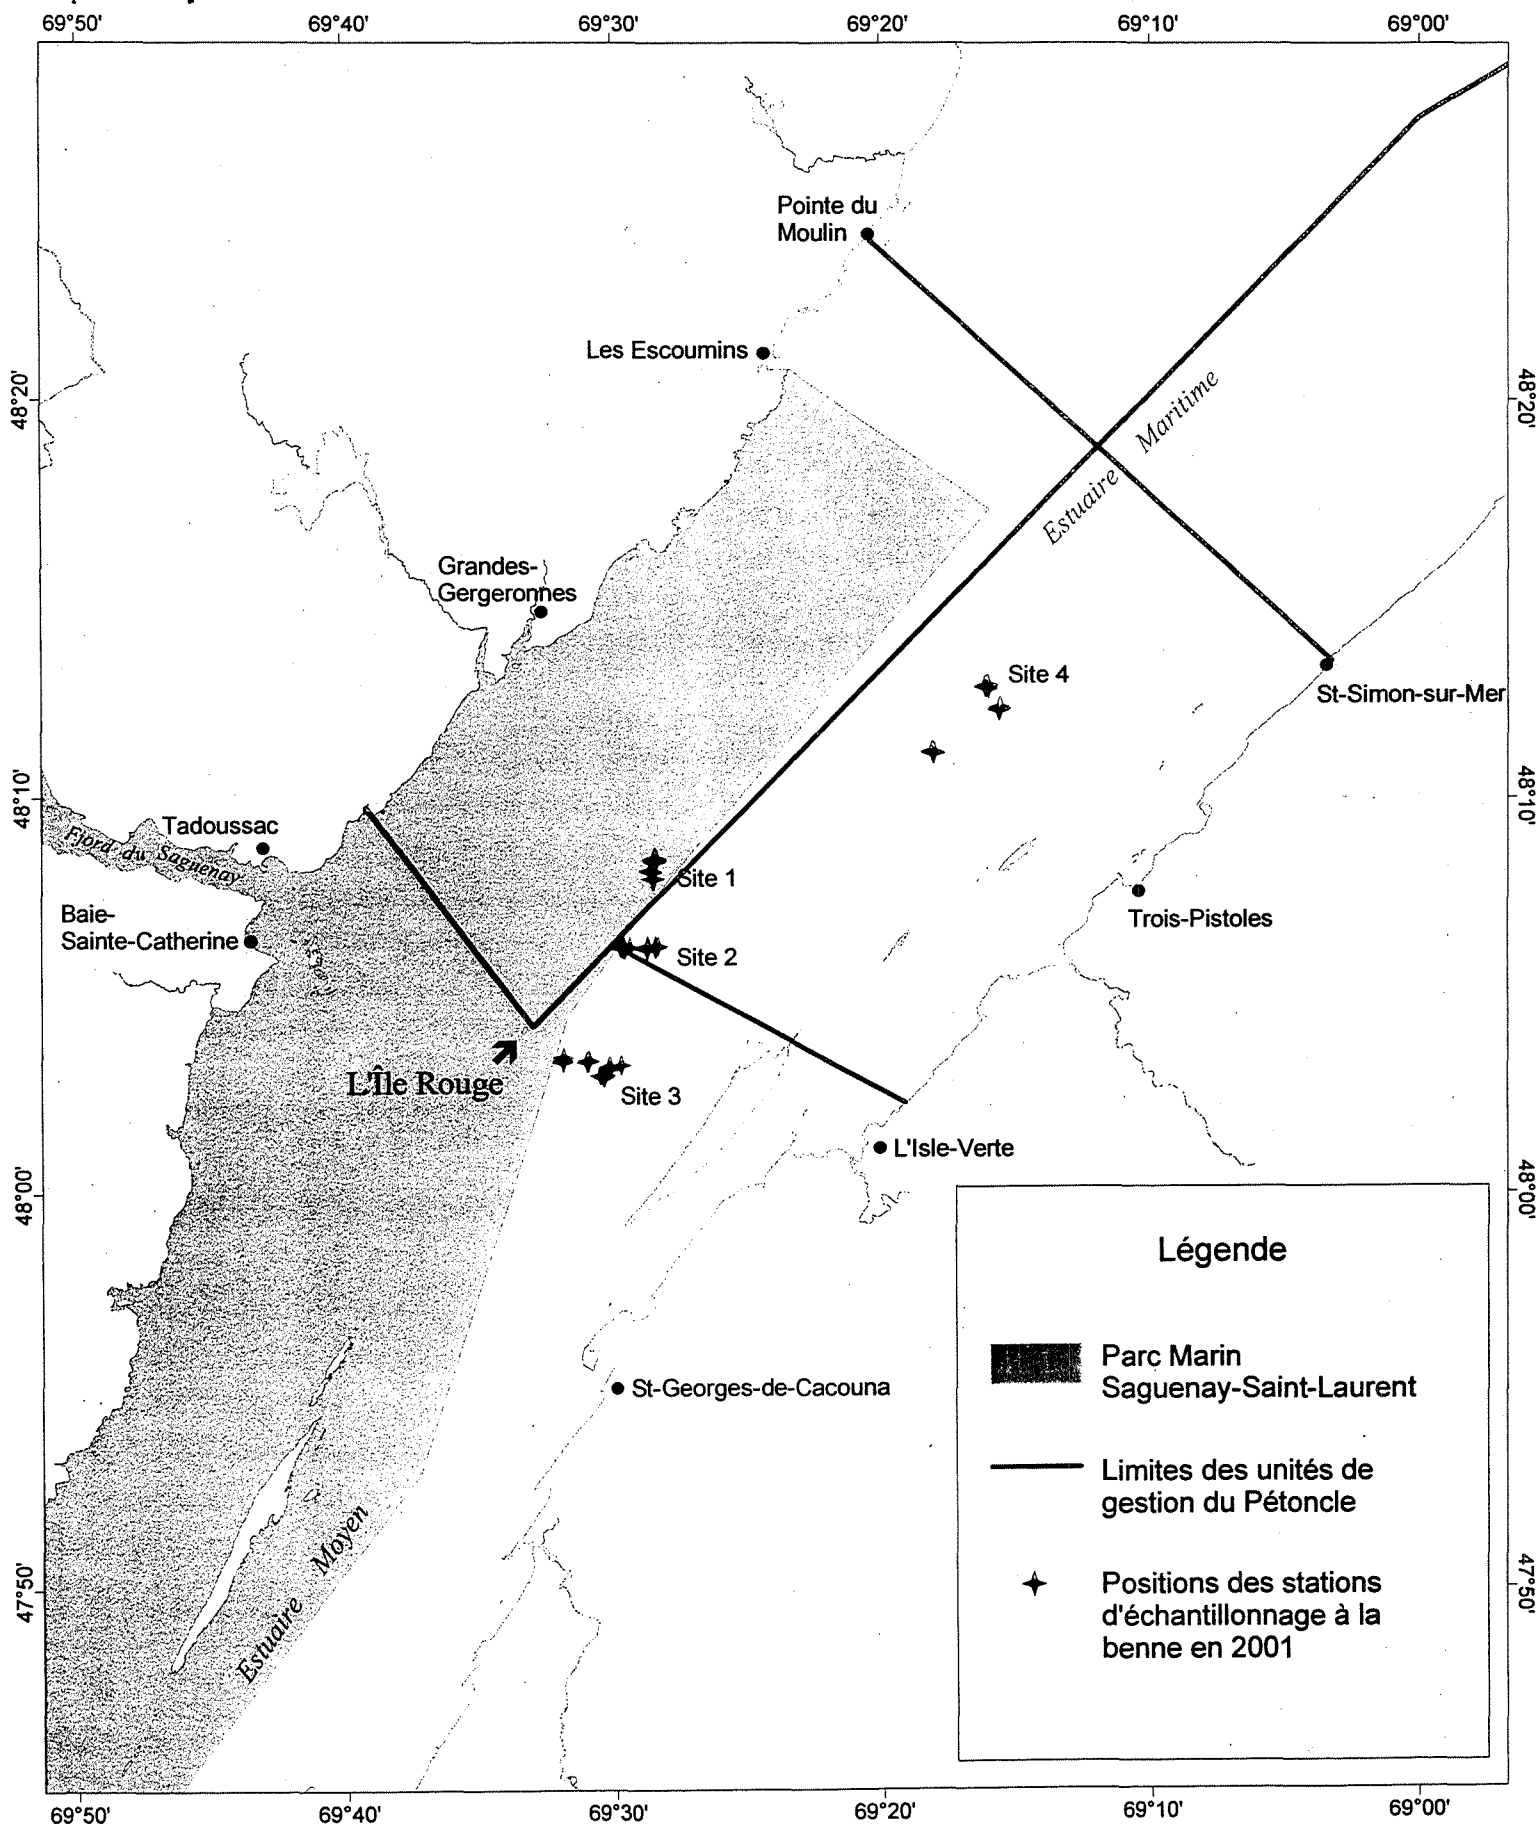 69°50'
69°40'
69°30'
69°20'
69°10'
69°00'
Pointe du
Moulin
Les Escoumins
48°20'
48°20'
Maritime
Estuaire
Grandes-
Gergeronnes
Site 4
St-Simon-sur-Mer
48°10'
48°10'
Tadoussac
Fjord du Saguenay
Site 1
Baie-
Sainte-Catherine
Trois-Pistoles
Site 2
L'Île Rouge
Site 3
L'Isle-Verte
48°00'
48°00'
Légende
Parc Marin
Saguenay-Saint-Laurent
St-Georges-de-Cacouna
Limites des unités de
gestion du Pétoncle
Estuaire Moyen
47°50'
47°50'
Positions des stations
d'échantillonnage à la
benne en 2001
69°50'
69°40'
69°30'
69°20'
69°10'
69°00'